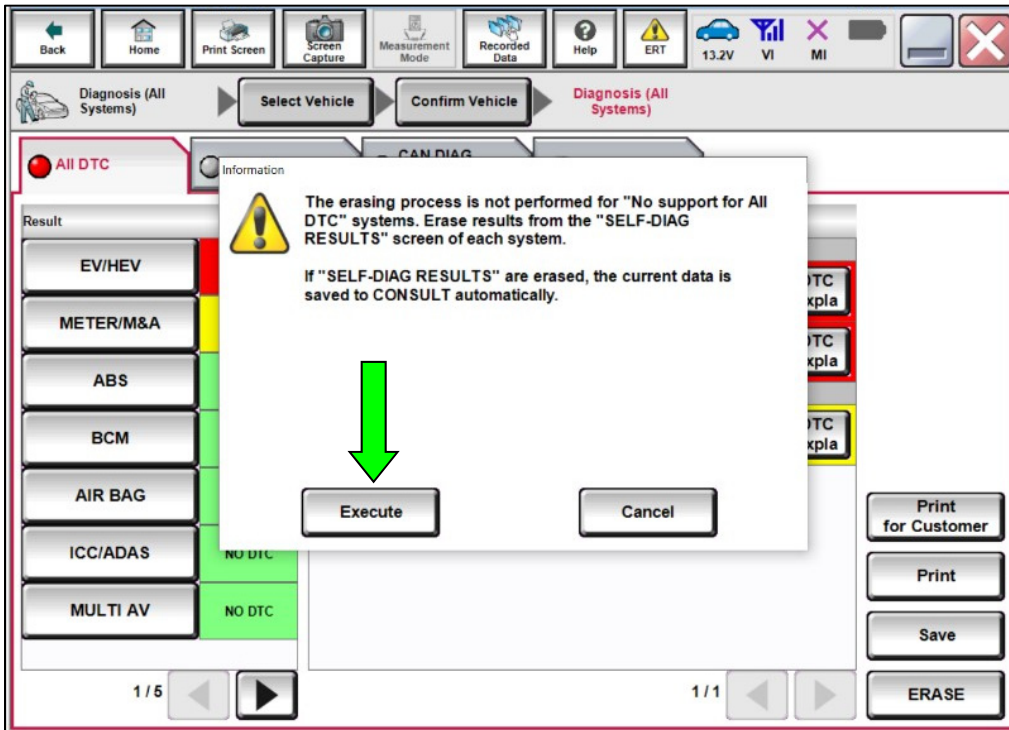 Back
Home
Print Screen
Screen
Capture
Measurement
Mode
Recorded
Data
Help
ERT
13.2V
VI
MI
Diagnosis (All
Systems)
Select Vehicle
Confirm Vehicle
Diagnosis (All
Systems)
All DTC
CAN DIAG
Information
The erasing process is not performed for "No support for All
DTC" systems. Erase results from the "SELF-DIAG
RESULTS" screen of each system.
If "SELF-DIAG RESULTS" are erased, the current data is
saved to CONSULT automatically.
Execute
Cancel
Result
EV/HEV
METER/M&A
ABS
BCM
AIR BAG
ICC/ADAS
NO DTC
MULTI AV
NO DTC
1/5
1/1
Print
for Customer
Print
Save
ERASE